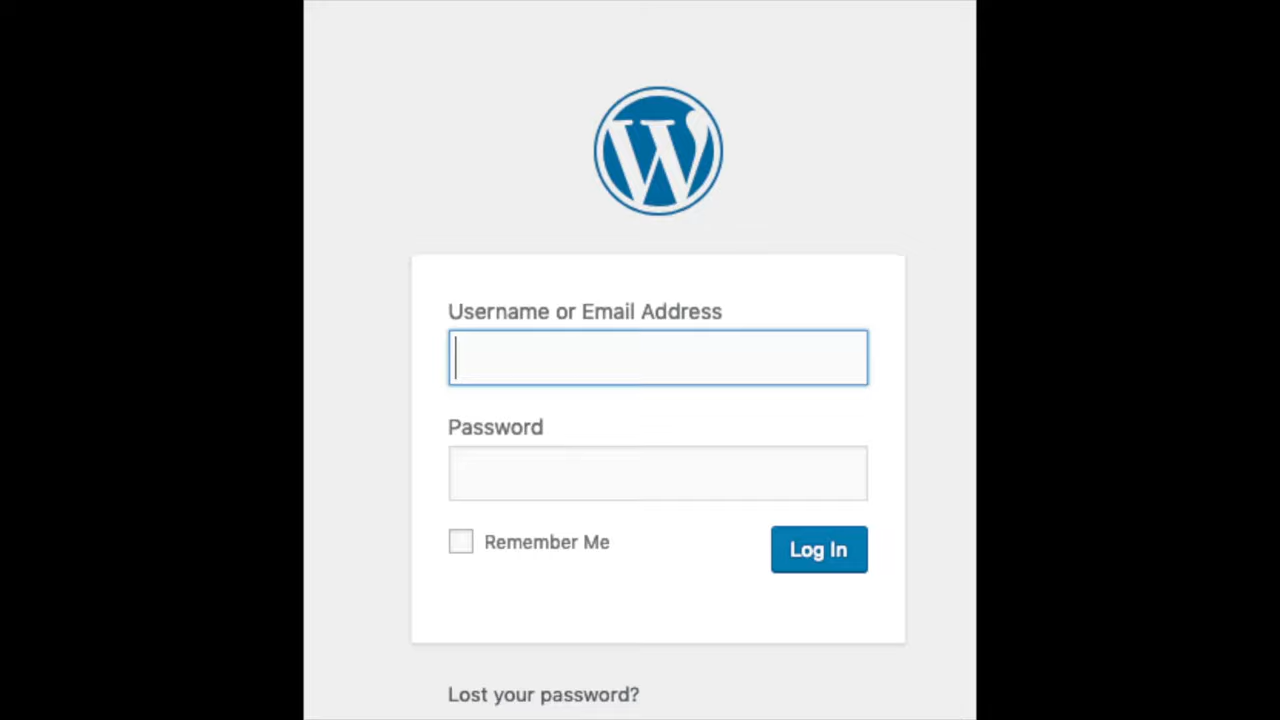 Username or Email Address
Password
Remember Me
Log In
Lost your password?